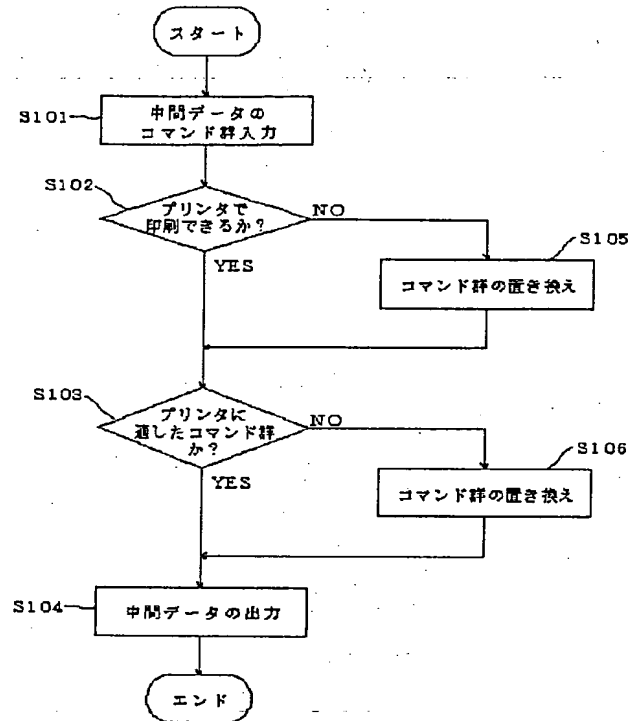 スタート
S101
中間データの
コマンド群入力
S102
プリンタで
印刷できるか?
NO
YES
S105
コマンド群の置き換え
S103
プリンタに
適したコマンド群
か?
NO
YES
S106
コマンド群の置き換え
S104
中間データの出力
エンド